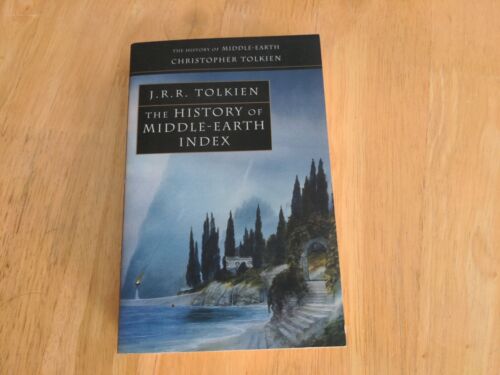 THE HISTORY OF MIDDLE-EARTH
CHRISTOPHER TOLKIEN
J.R.R. TOLKIEN
THE HISTORY OF
MIDDLE-EARTH
INDEX